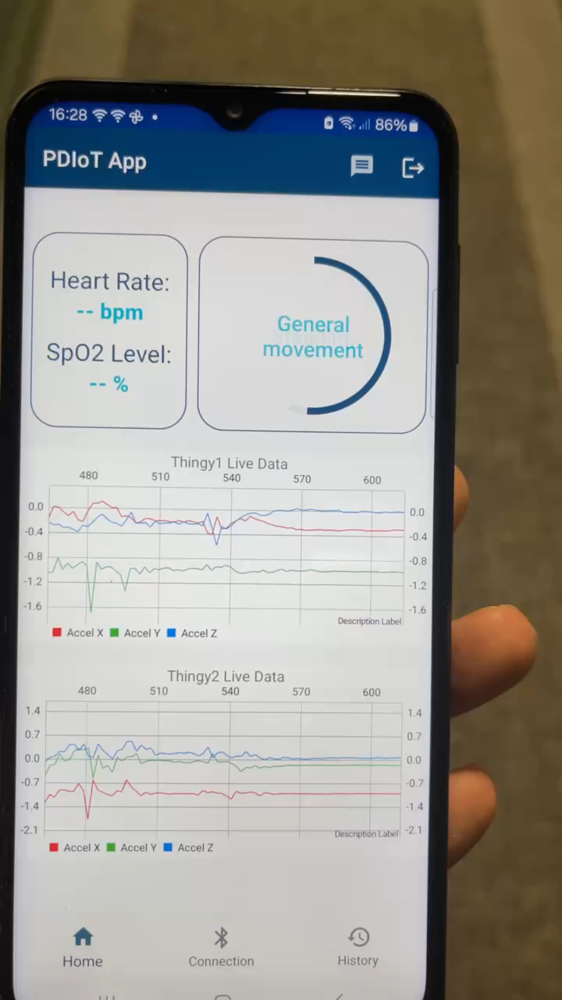 16:28 86%
PDIoT App
Heart Rate:
-- bpm
SpO2 Level:
-- %
General
movement
Thingy1 Live Data
480 510 540 570 600
0.0 0.0
-0.4 -0.4
-0.8 -0.8
-1.2 -1.2
-1.6 -1.6
Description Label
Accel X Accel Y Accel Z
Thingy2 Live Data
480 510 540 570 600
1.4 1.4
0.7 0.7
0.0 0.0
-0.7 -0.7
-1.4 -1.4
-2.1 -2.1
Description Label
Accel X Accel Y Accel Z
Home Connection History